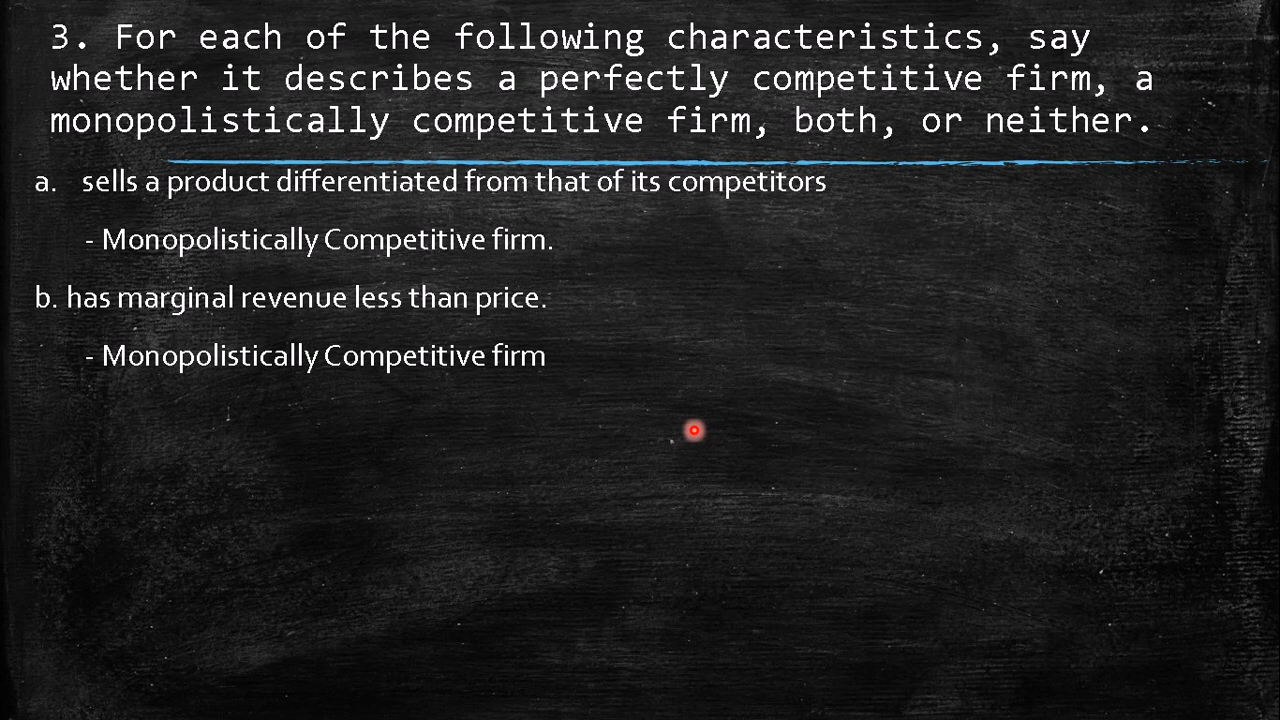 3. For each of the following characteristics, say
whether it describes a perfectly competitive firm, a
monopolistically competitive firm, both, or neither.
a. sells a product differentiated from that of its competitors
- Monopolistically Competitive firm.
b. has marginal revenue less than price.
- Monopolistically Competitive firm